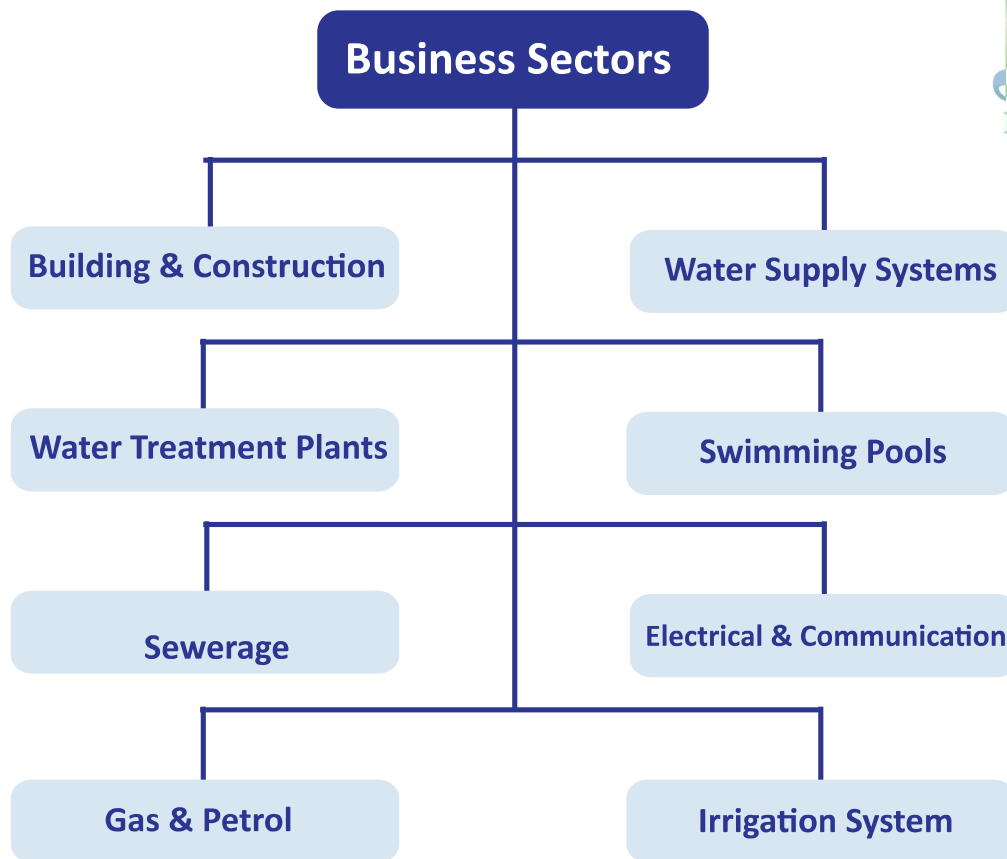 Business Sectors
Building & Construction
Water Supply Systems
Water Treatment Plants
Swimming Pools
Sewerage
Electrical & Communication
Gas & Petrol
Irrigation System